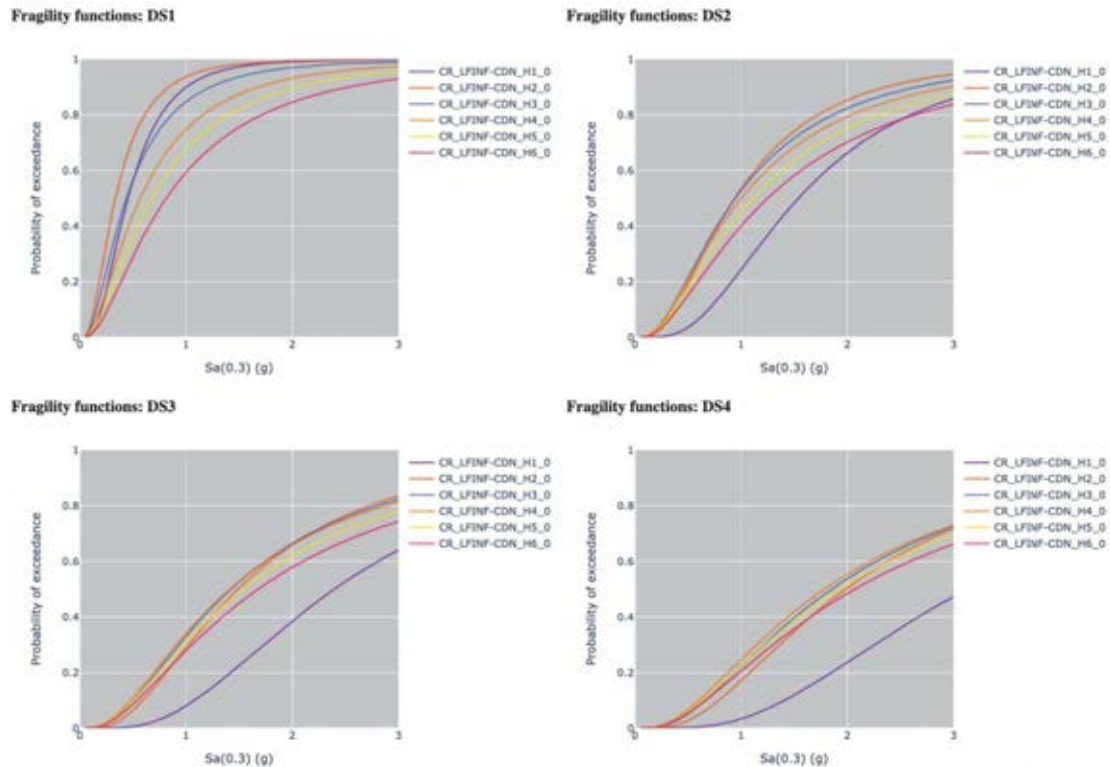 Fragility functions: DS1
1
0.8
0.6
0.4
0.2
0
0
1
2
3
Probability of exceedance
Sa(0.3) (g)
CR_LFINF-CDN_H1_0
CR_LFINF-CDN_H2_0
CR_LFINF-CDN_H3_0
CR_LFINF-CDN_H4_0
CR_LFINF-CDN_H5_0
CR_LFINF-CDN_H6_0
Fragility functions: DS2
1
0.8
0.6
0.4
0.2
0
0
1
2
3
Probability of exceedance
Sa(0.3) (g)
CR_LFINF-CDN_H1_0
CR_LFINF-CDN_H2_0
CR_LFINF-CDN_H3_0
CR_LFINF-CDN_H4_0
CR_LFINF-CDN_H5_0
CR_LFINF-CDN_H6_0
Fragility functions: DS3
1
0.8
0.6
0.4
0.2
0
0
1
2
3
Probability of exceedance
Sa(0.3) (g)
CR_LFINF-CDN_H1_0
CR_LFINF-CDN_H2_0
CR_LFINF-CDN_H3_0
CR_LFINF-CDN_H4_0
CR_LFINF-CDN_H5_0
CR_LFINF-CDN_H6_0
Fragility functions: DS4
1
0.8
0.6
0.4
0.2
0
0
1
2
3
Probability of exceedance
Sa(0.3) (g)
CR_LFINF-CDN_H1_0
CR_LFINF-CDN_H2_0
CR_LFINF-CDN_H3_0
CR_LFINF-CDN_H4_0
CR_LFINF-CDN_H5_0
CR_LFINF-CDN_H6_0